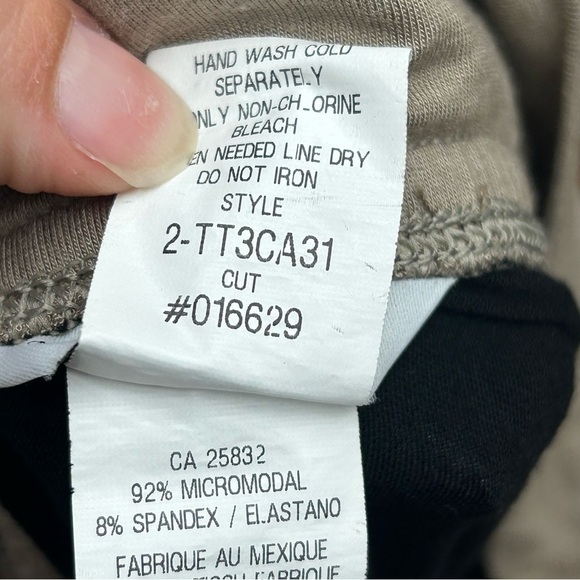 HAND WASH COLD
SEPARATELY
ONLY NON-CHLORINE
BLEACH
EN NEEDED LINE DRY
DO NOT IRON
STYLE
2-TT3CA31
CUT
#016629
CA 25832
92% MICROMODAL
8% SPANDEX / ELASTANO
FABRIQUE AU MEXIQUE